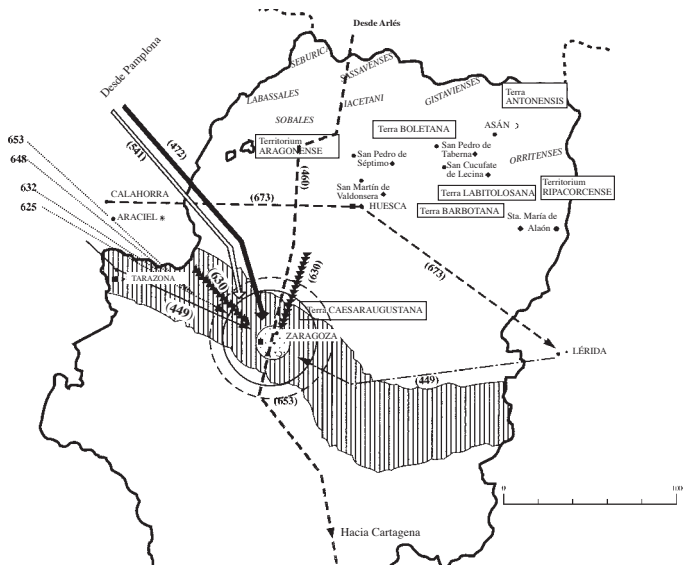 Desde Arlés
Desde Pamplona
SEBURICA
SASSAVENSES
LABASSALES
IACETANI
GISTAVIENSES
SOBALES
Terra
ANTONENSIS
Terra BOLETANA
ASÁN
Territorium
ARAGONENSE
(472)
(541)
653
648
632
625
San Pedro de
Séptimo
San Pedro de
Taberna
San Cucufate
de Lecina
ORRITENSES
(460)
San Martín de
Valdonsera
Terra LABITOLOSANA
Territorium
RIPACORCENSE
CALAHORRA
(673)
HUESCA
Terra BARBOTANA
ARACIEL
Sta. María de
Alaón
(673)
TARAZONA
(630)
(630)
(449)
Terra CAESARAUGUSTANA
ZARAGOZA
LÉRIDA
(449)
(653)
0
100
Hacia Cartagena